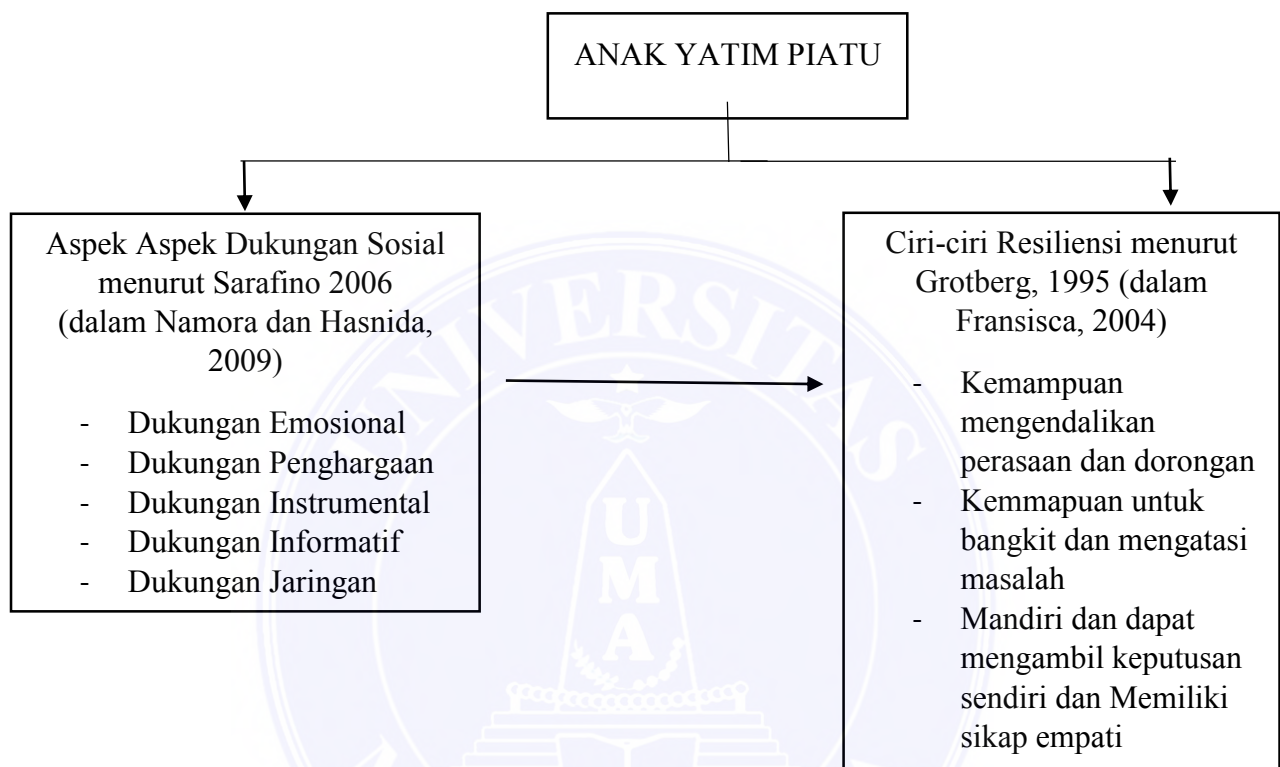 ANAK YATIM PIATU
Aspek Aspek Dukungan Sosial
menurut Sarafino 2006
(dalam Namora dan Hasnida,
2009)
- Dukungan Emosional
- Dukungan Penghargaan
- Dukungan Instrumental
- Dukungan Informatif
- Dukungan Jaringan
Ciri-ciri Resiliensi menurut
Grotberg, 1995 (dalam
Fransisca, 2004)
- Kemampuan
mengendalikan
perasaan dan dorongan
- Kemmapuan untuk
bangkit dan mengatasi
masalah
- Mandiri dan dapat
mengambil keputusan
sendiri dan Memiliki
sikap empati
UNIVERSITAS
U
M
A